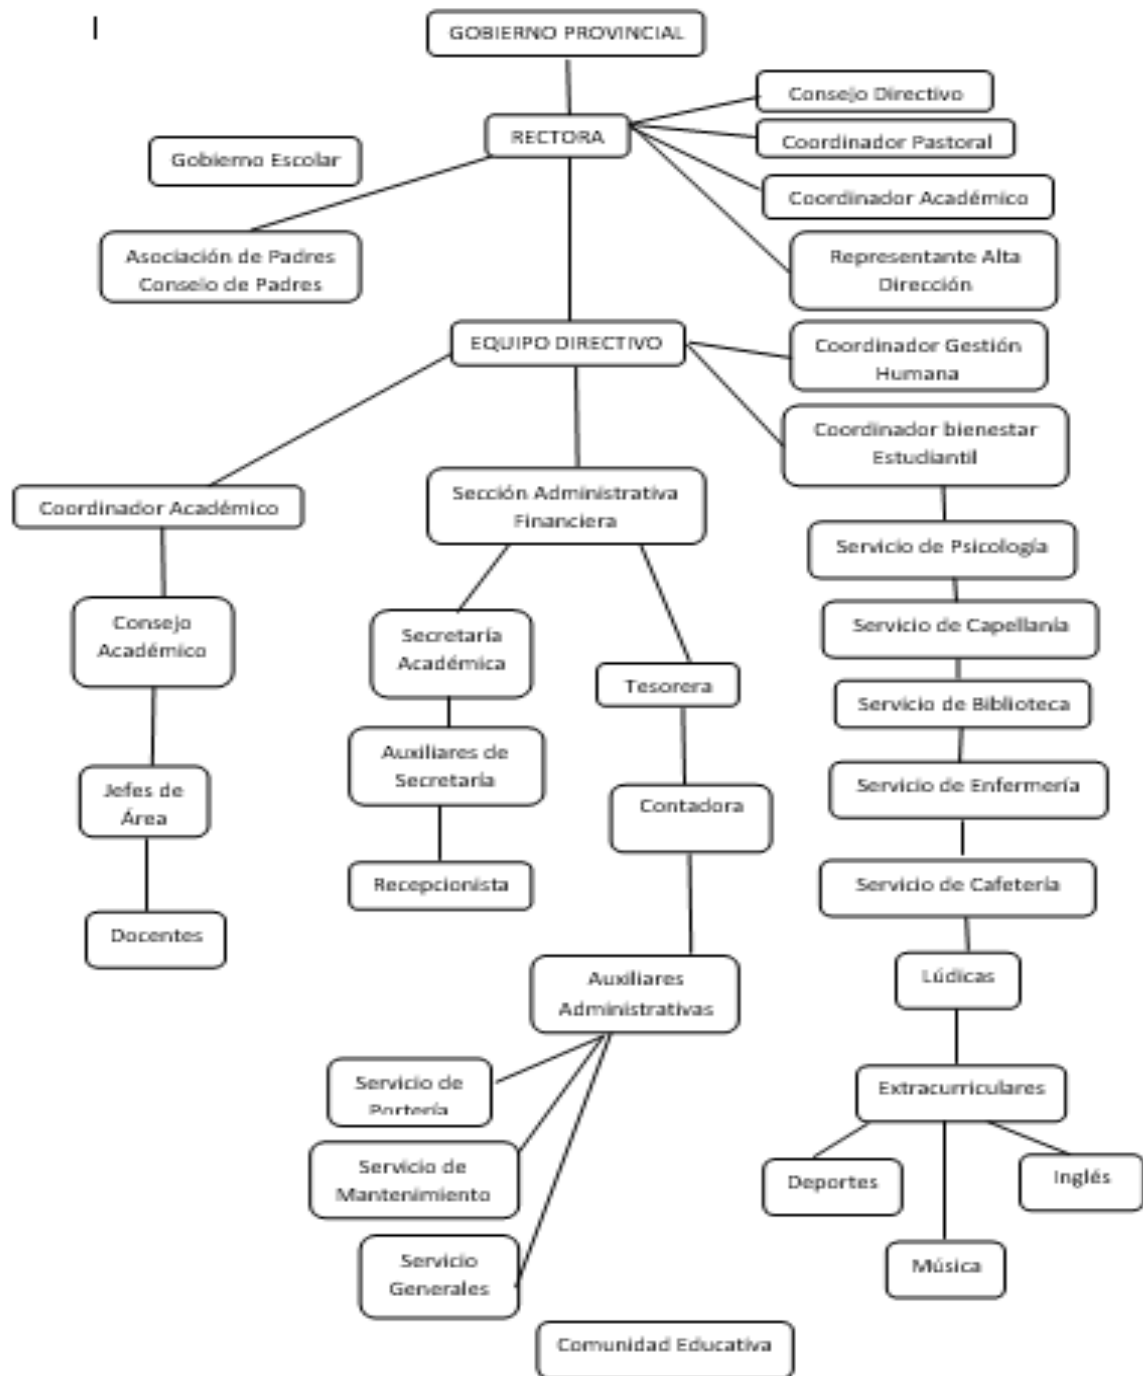 GOBIERNO PROVINCIAL
Consejo Directivo
RECTORA
Coordinador Pastoral
Gobierno Escolar
Coordinador Académico
Asociación de Padres
Consejo de Padres
Representante Alta
Dirección
EQUIPO DIRECTIVO
Coordinador Gestión
Humana
Coordinador bienestar
Estudiantil
Coordinador Académico
Sección Administrativa
Financiera
Servicio de Psicología
Consejo
Académico
Secretaría
Académica
Servicio de Capellanía
Tesorera
Servicio de Biblioteca
Auxiliares de
Secretaría
Jefes de
Área
Contadora
Servicio de Enfermería
Recepcionista
Servicio de Cafetería
Docentes
Auxiliares
Administrativas
Lúdicas
Servicio de
Portería
Extracurriculares
Servicio de
Mantenimiento
Deportes
Inglés
Servicio
Generales
Música
Comunidad Educativa